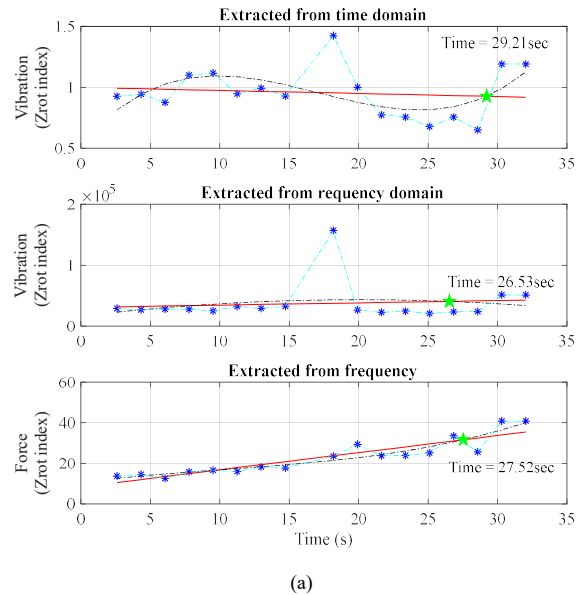 Extracted from time domain
1.5
1
0.5
Vibration
(Zrot index)
Time = 29.21sec
0 5 10 15 20 25 30 35
Extracted from requency domain
×10^5
2
1
0
Vibration
(Zrot index)
Time = 26.53sec
0 5 10 15 20 25 30 35
Extracted from frequency
60
40
20
0
Force
(Zrot index)
Time = 27.52sec
0 5 10 15 20 25 30 35
Time (s)
(a)